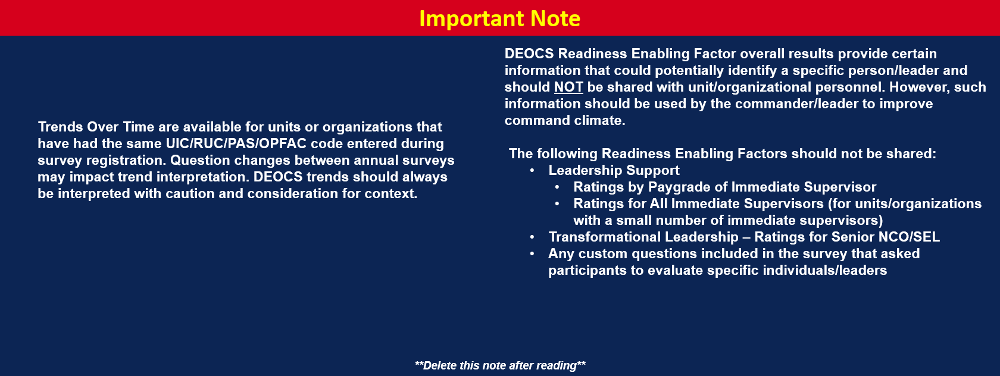 Important Note
Trends Over Time are available for units or organizations that
have had the same UIC/RUC/PAS/OPFAC code entered during
survey registration. Question changes between annual surveys
may impact trend interpretation. DEOCS trends should always
be interpreted with caution and consideration for context.
DEOCS Readiness Enabling Factor overall results provide certain
information that could potentially identify a specific person/leader and
should NOT be shared with unit/organizational personnel. However, such
information should be used by the commander/leader to improve
command climate.
The following Readiness Enabling Factors should not be shared:
• Leadership Support
• Ratings by Paygrade of Immediate Supervisor
• Ratings for All Immediate Supervisors (for units/organizations
with a small number of immediate supervisors)
• Transformational Leadership – Ratings for Senior NCO/SEL
• Any custom questions included in the survey that asked
participants to evaluate specific individuals/leaders
**Delete this note after reading**